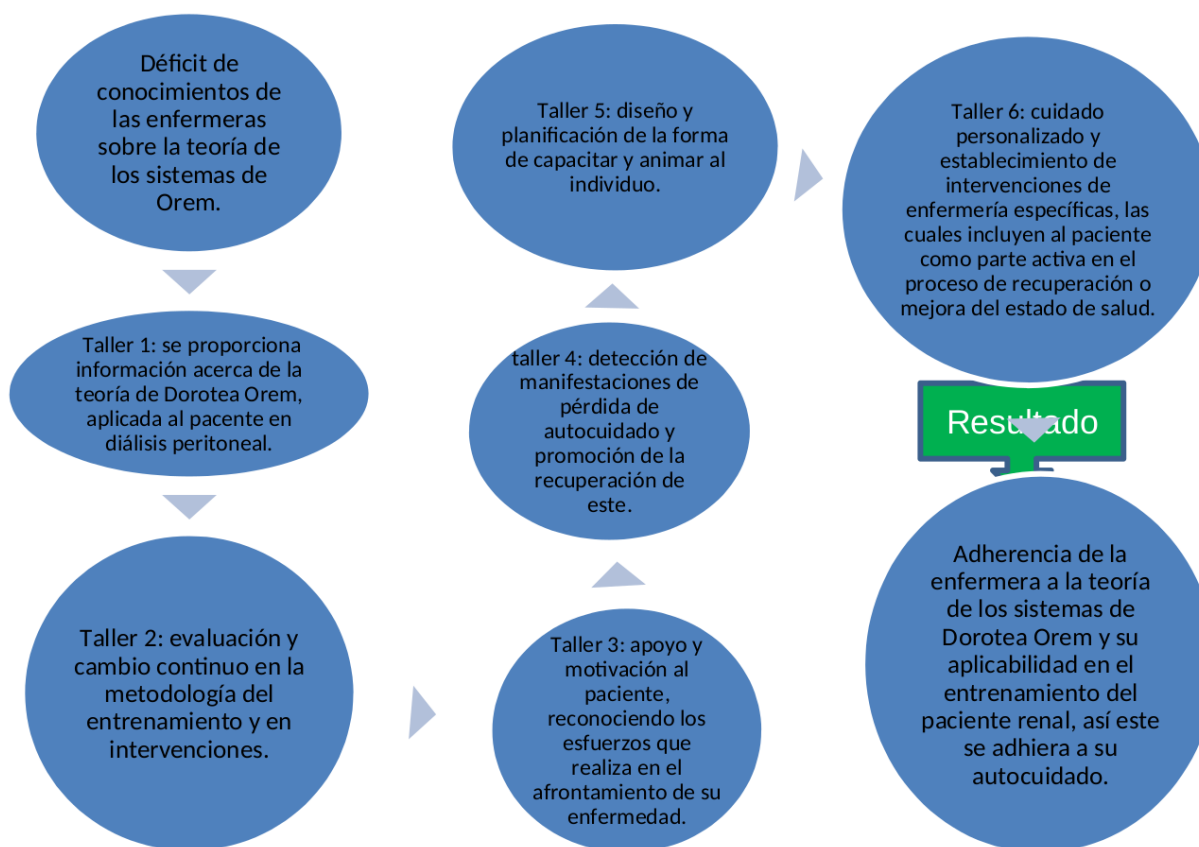 Déficit de
conocimientos de
las enfermeras
sobre la teoría de
los sistemas de
Orem.
Taller 1: se proporciona
información acerca de la
teoría de Dorotea Orem,
aplicada al pacente en
diálisis peritoneal.
Taller 2: evaluación y
cambio continuo en la
metodología del
entrenamiento y en
intervenciones.
Taller 3: apoyo y
motivación al
paciente,
reconociendo los
esfuerzos que
realiza en el
afrontamiento de su
enfermedad.
taller 4: detección de
manifestaciones de
pérdida de
autocuidado y
promoción de la
recuperación de
este.
Taller 5: diseño y
planificación de la forma
de capacitar y animar al
individuo.
Taller 6: cuidado
personalizado y
establecimiento de
intervenciones de
enfermería específicas, las
cuales incluyen al paciente
como parte activa en el
proceso de recuperación o
mejora del estado de salud.
Resultado
Adherencia de la
enfermera a la teoría
de los sistemas de
Dorotea Orem y su
aplicabilidad en el
entrenamiento del
paciente renal, así este
se adhiera a su
autocuidado.